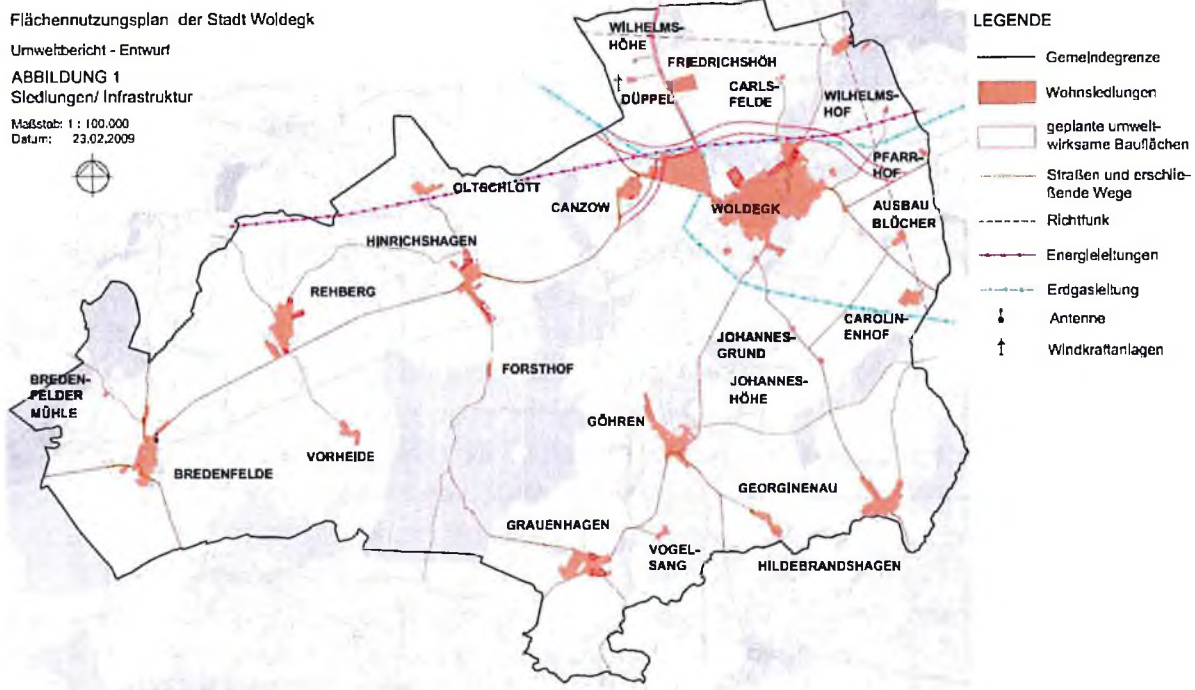 Flächennutzungsplan der Stadt Woldegk
Umweltbericht - Entwurf
ABBILDUNG 1
Siedlungen/ Infrastruktur
Maßstab: 1 : 100.000
Datum: 23.02.2009
WILHELMS-
HÖHE
FRIEDRICHSHÖH
DÜPPEL
CARLS-
FELDE
WILHELMS-
HOF
PFARR-
HOF
OLTSCHLOTT
CANZOW
WOLDEGK
AUSBAU
BLÜCHER
HINRICHSHAGEN
REHBERG
CAROLIN-
ENHOF
JOHANNES-
GRUND
FORSTHOF
JOHANNES-
HÖHE
BREDEN-
FELDER
MÜHLE
GÖHREN
VORHEIDE
BREDENFELDE
GEORGINENAU
GRAUENHAGEN
VOGEL-
SANG
HILDEBRANDSHAGEN
LEGENDE
Gemeindegrenze
Wohnsiedlungen
geplante umwelt-
wirksame Bauflächen
Straßen und erschlie-
ßende Wege
Richtfunk
Energieleitungen
Erdgasleitung
Antenne
Windkraftanlagen